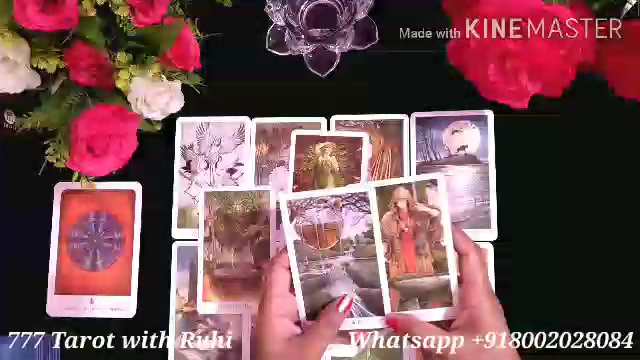 Made with KINEMASTER
777 Tarot with Ruhi
Whatsapp +918002028084